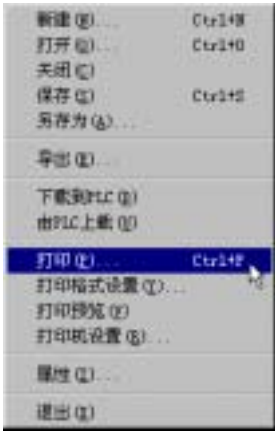 新建 Ctrl+N
打开 Ctrl+O
关闭(C)
保存 Ctrl+S
另存为(A)...
导出(E)...
下载到PLC
由PLC上载
打印(P)... Ctrl+P
打印格式设置(T)...
打印预览
打印机设置(R)...
属性...
退出